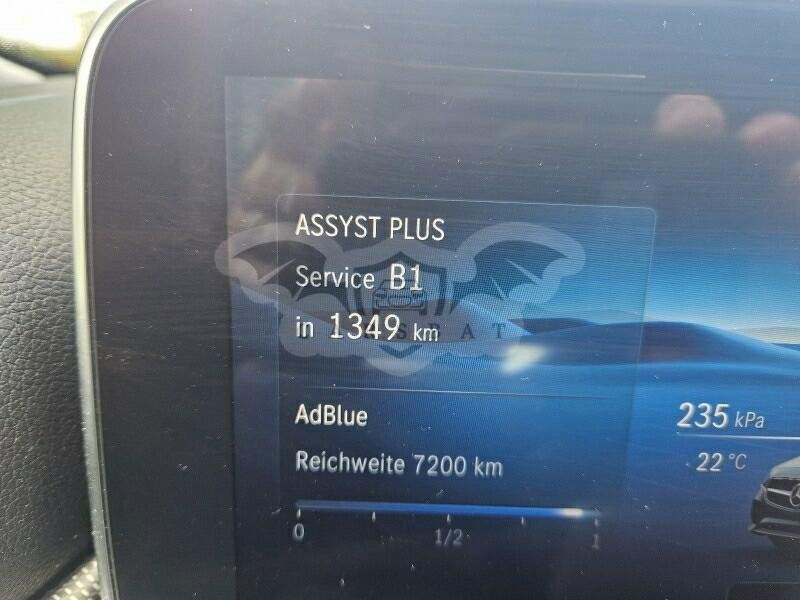 ASSYST PLUS
Service B1
in 1349 km
AdBlue
Reichweite 7200 km
0 1/2 1
235 kPa
22 °C